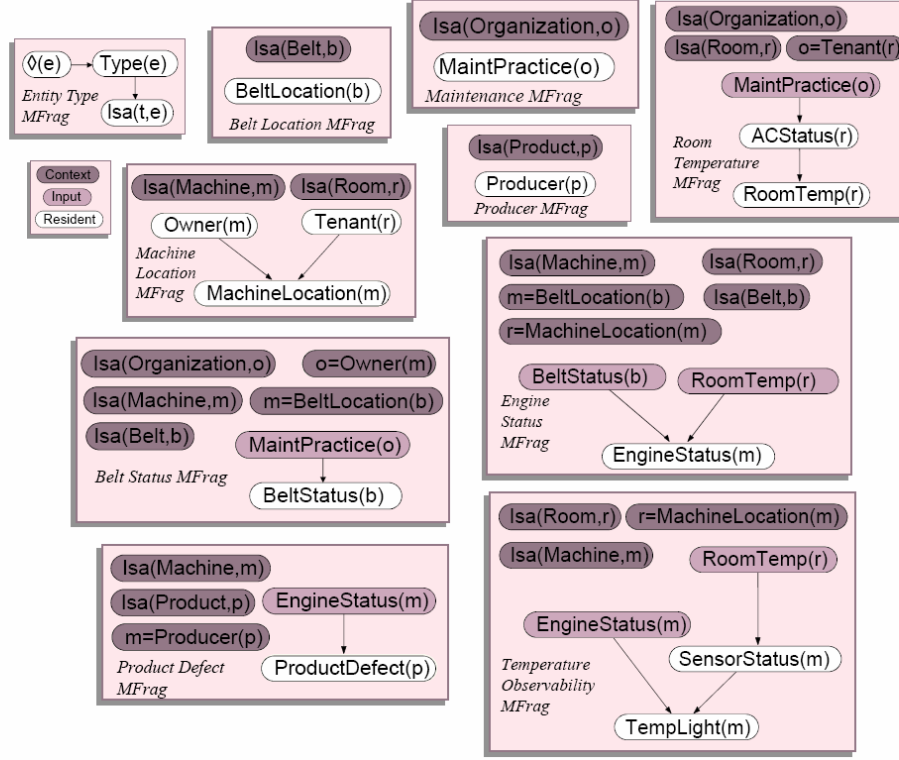 ◊(e)
Type(e)
Entity Type
MFrag
Isa(t,e)
Isa(Belt,b)
BeltLocation(b)
Belt Location MFrag
Isa(Organization,o)
MaintPractice(o)
Maintenance MFrag
Isa(Organization,o)
Isa(Room,r)
o=Tenant(r)
MaintPractice(o)
Room
Temperature
MFrag
ACStatus(r)
RoomTemp(r)
Context
Input
Resident
Isa(Machine,m)
Isa(Room,r)
Owner(m)
Tenant(r)
Machine
Location
MFrag
MachineLocation(m)
Isa(Product,p)
Producer(p)
Producer MFrag
Isa(Machine,m)
Isa(Room,r)
m=BeltLocation(b)
Isa(Belt,b)
r=MachineLocation(m)
BeltStatus(b)
RoomTemp(r)
Engine
Status
MFrag
EngineStatus(m)
Isa(Organization,o)
o=Owner(m)
Isa(Machine,m)
m=BeltLocation(b)
Isa(Belt,b)
MaintPractice(o)
Belt Status MFrag
BeltStatus(b)
Isa(Room,r)
r=MachineLocation(m)
Isa(Machine,m)
RoomTemp(r)
EngineStatus(m)
Temperature
Observability
MFrag
SensorStatus(m)
TempLight(m)
Isa(Machine,m)
Isa(Product,p)
EngineStatus(m)
m=Producer(p)
Product Defect
MFrag
ProductDefect(p)